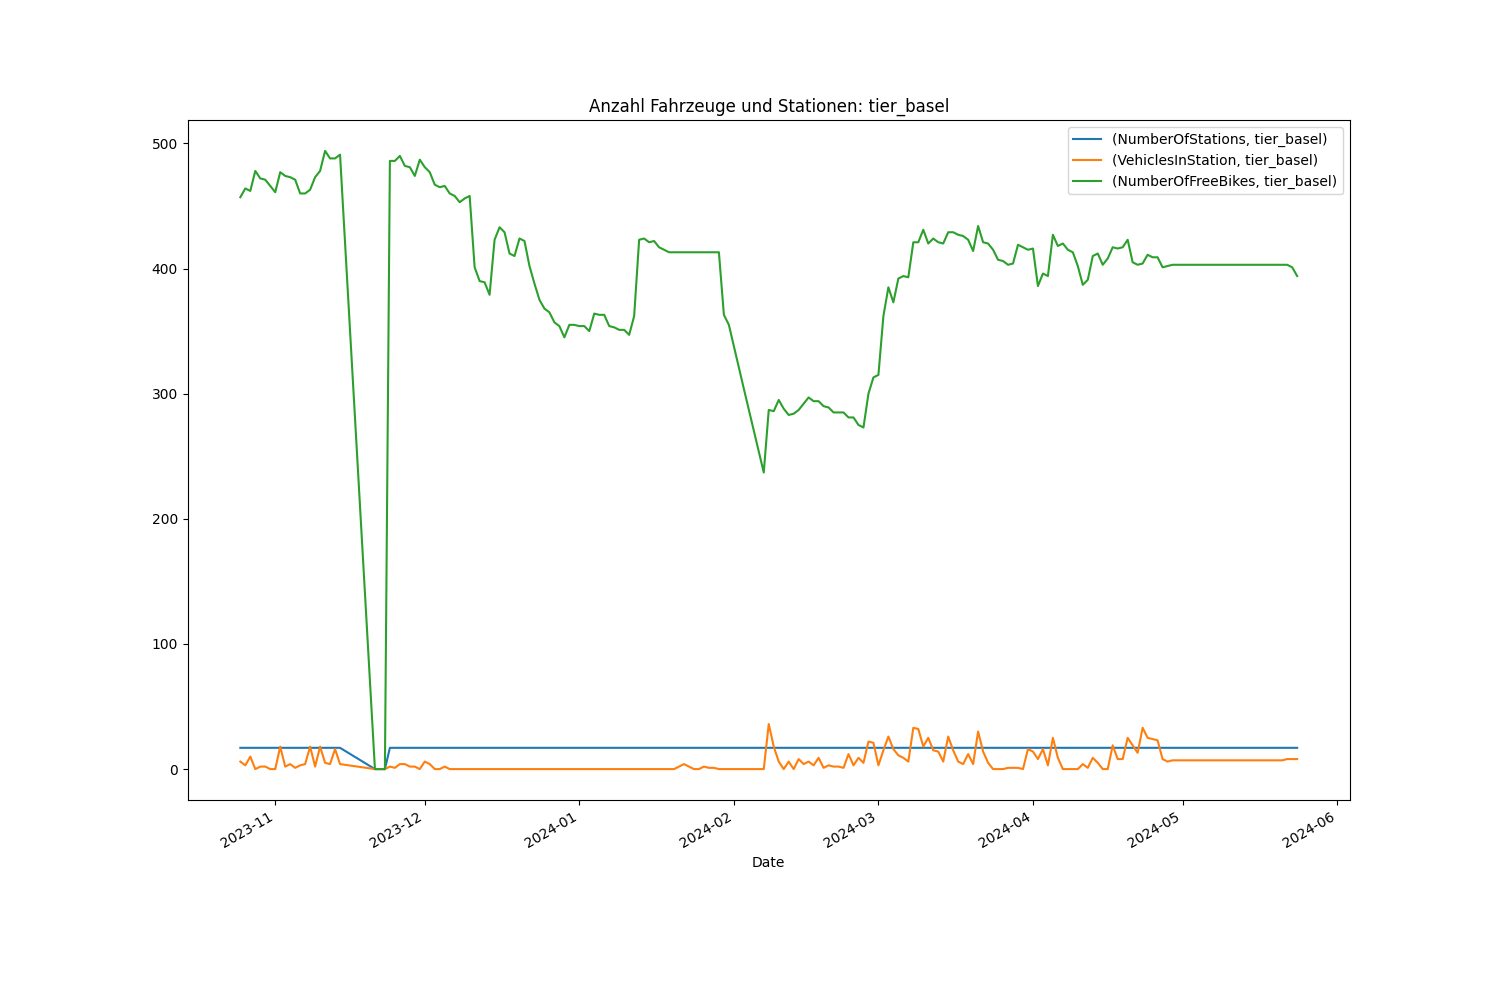 Anzahl Fahrzeuge und Stationen: tier_basel
(NumberOfStations, tier_basel)
(VehiclesInStation, tier_basel)
(NumberOfFreeBikes, tier_basel)
500
400
300
200
100
0
2023-11
2023-12
2024-01
2024-02
2024-03
2024-04
2024-05
2024-06
Date